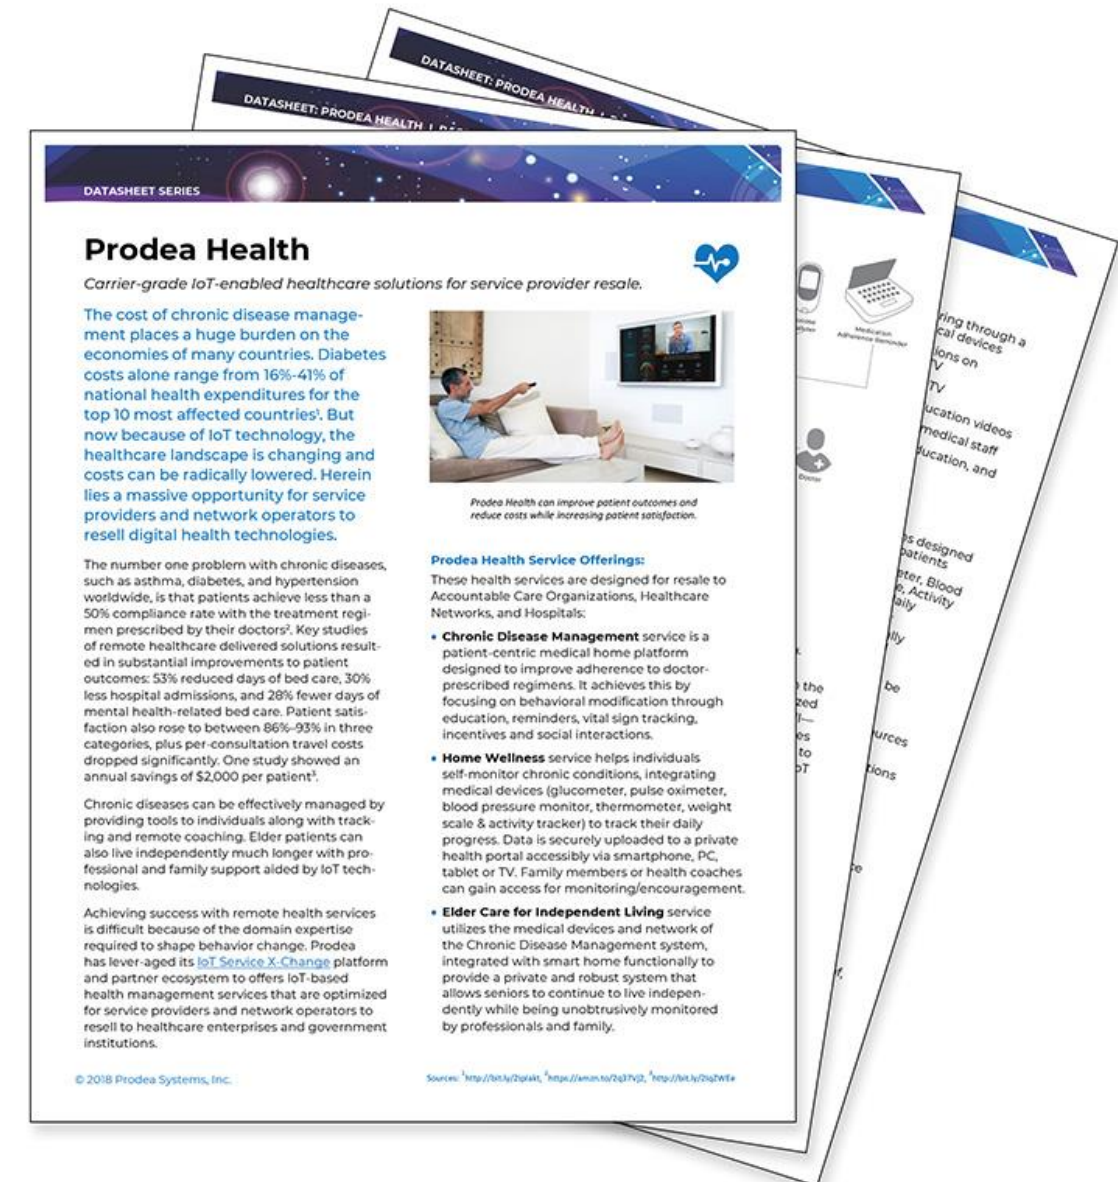 DATASHEET: PRODEA HEALTH
DATASHEET: PRODEA HEALTH
DATASHEET SERIES
Prodea Health
Carrier-grade IoT-enabled healthcare solutions for service provider resale.
The cost of chronic disease manage-
ment places a huge burden on the
economies of many countries. Diabetes
costs alone range from 16%-41% of
national health expenditures for the
top 10 most affected countries¹. But
now because of IoT technology, the
healthcare landscape is changing and
costs can be radically lowered. Herein
lies a massive opportunity for service
providers and network operators to
resell digital health technologies.
The number one problem with chronic diseases,
such as asthma, diabetes, and hypertension
worldwide, is that patients achieve less than a
50% compliance rate with the treatment regi-
men prescribed by their doctors². Key studies
of remote healthcare delivered solutions result-
ed in substantial improvements to patient
outcomes: 53% reduced days of bed care, 30%
less hospital admissions, and 28% fewer days of
mental health-related bed care. Patient satis-
faction also rose to between 86%–93% in three
categories, plus per-consultation travel costs
dropped significantly. One study showed an
annual savings of $2,000 per patient³.
Chronic diseases can be effectively managed by
providing tools to individuals along with track-
ing and remote coaching. Elder patients can
also live independently much longer with pro-
fessional and family support aided by IoT tech-
nologies.
Achieving success with remote health services
is difficult because of the domain expertise
required to shape behavior change. Prodea
has lever-aged its IoT Service X-Change platform
and partner ecosystem to offers IoT-based
health management services that are optimized
for service providers and network operators to
resell to healthcare enterprises and government
institutions.
© 2018 Prodea Systems, Inc.
Prodea Health can improve patient outcomes and
reduce costs while increasing patient satisfaction.
Prodea Health Service Offerings:
These health services are designed for resale to
Accountable Care Organizations, Healthcare
Networks, and Hospitals:
• Chronic Disease Management service is a
patient-centric medical home platform
designed to improve adherence to doctor-
prescribed regimens. It achieves this by
focusing on behavioral modification through
education, reminders, vital sign tracking,
incentives and social interactions.
• Home Wellness service helps individuals
self-monitor chronic conditions, integrating
medical devices (glucometer, pulse oximeter,
blood pressure monitor, thermometer, weight
scale & activity tracker) to track their daily
progress. Data is securely uploaded to a private
health portal accessibly via smartphone, PC,
tablet or TV. Family members or health coaches
can gain access for monitoring/encouragement.
• Elder Care for Independent Living service
utilizes the medical devices and network of
the Chronic Disease Management system,
integrated with smart home functionally to
provide a private and robust system that
allows seniors to continue to live indepen-
dently while being unobtrusively monitored
by professionals and family.
Sources:
Medication
Adherence Reminder
Doctor
the
to
through a
devices
on
TV
videos
medical staff
and
designed
patients
Blood
Activity
be